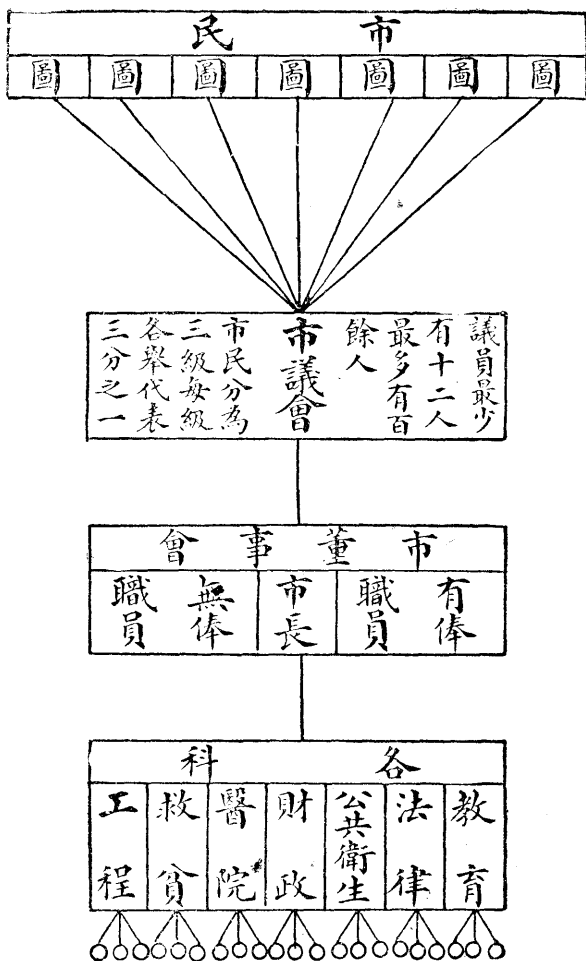 市民
圖 圖 圖 圖 圖 圖 圖
議員最少
有十二人
最多有百
餘人
市議會
市民分為
三級每級
各舉代表
三分之一
市董事會
有俸
職員
市長
無俸
職員
各科
教育
法律
公共衛生
財政
醫院
救貧
工程